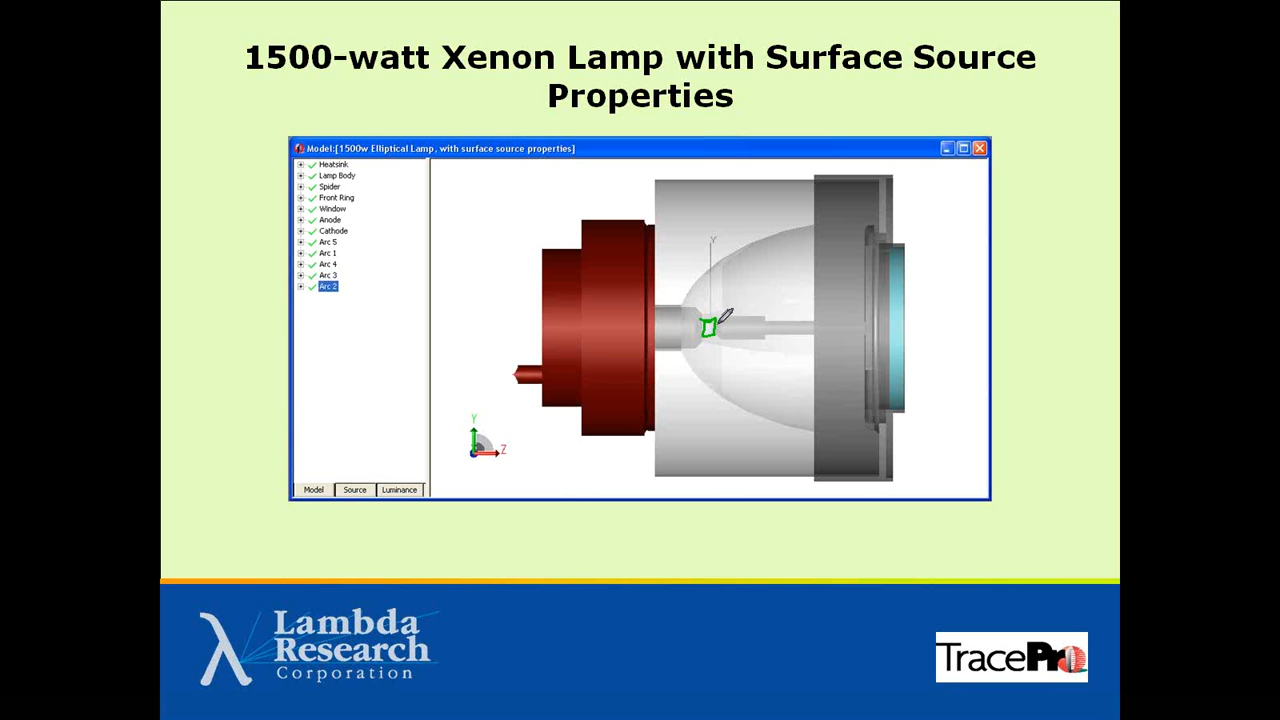 1500-watt Xenon Lamp with Surface Source
Properties
Model:[1500w Elliptical Lamp, with surface source properties]
Heatsink
Lamp Body
Spider
Front Ring
Window
Anode
Cathode
Arc 5
Arc 1
Arc 4
Arc 3
Arc 2
Y
Y
Z
Model
Source
Luminance
λ Lambda
Research
Corporation
TracePro